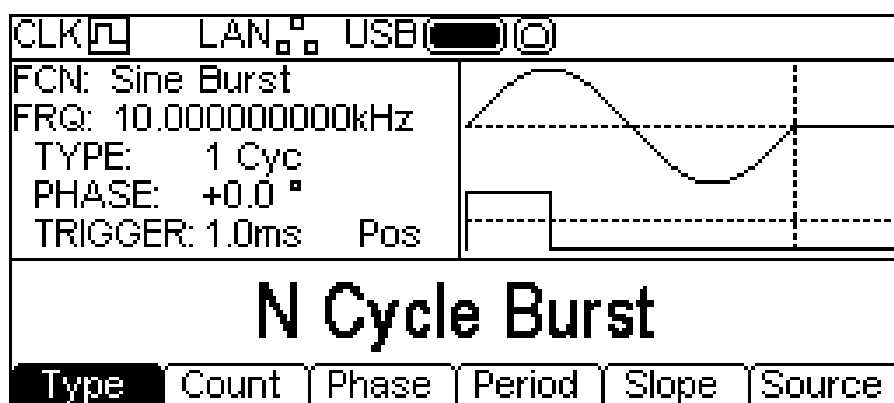 CLK LAN USB
FCN: Sine Burst
FRQ: 10.000000000kHz
TYPE: 1 Cyc
PHASE: +0.0 °
TRIGGER: 1.0ms Pos
N Cycle Burst
Type Count Phase Period Slope Source